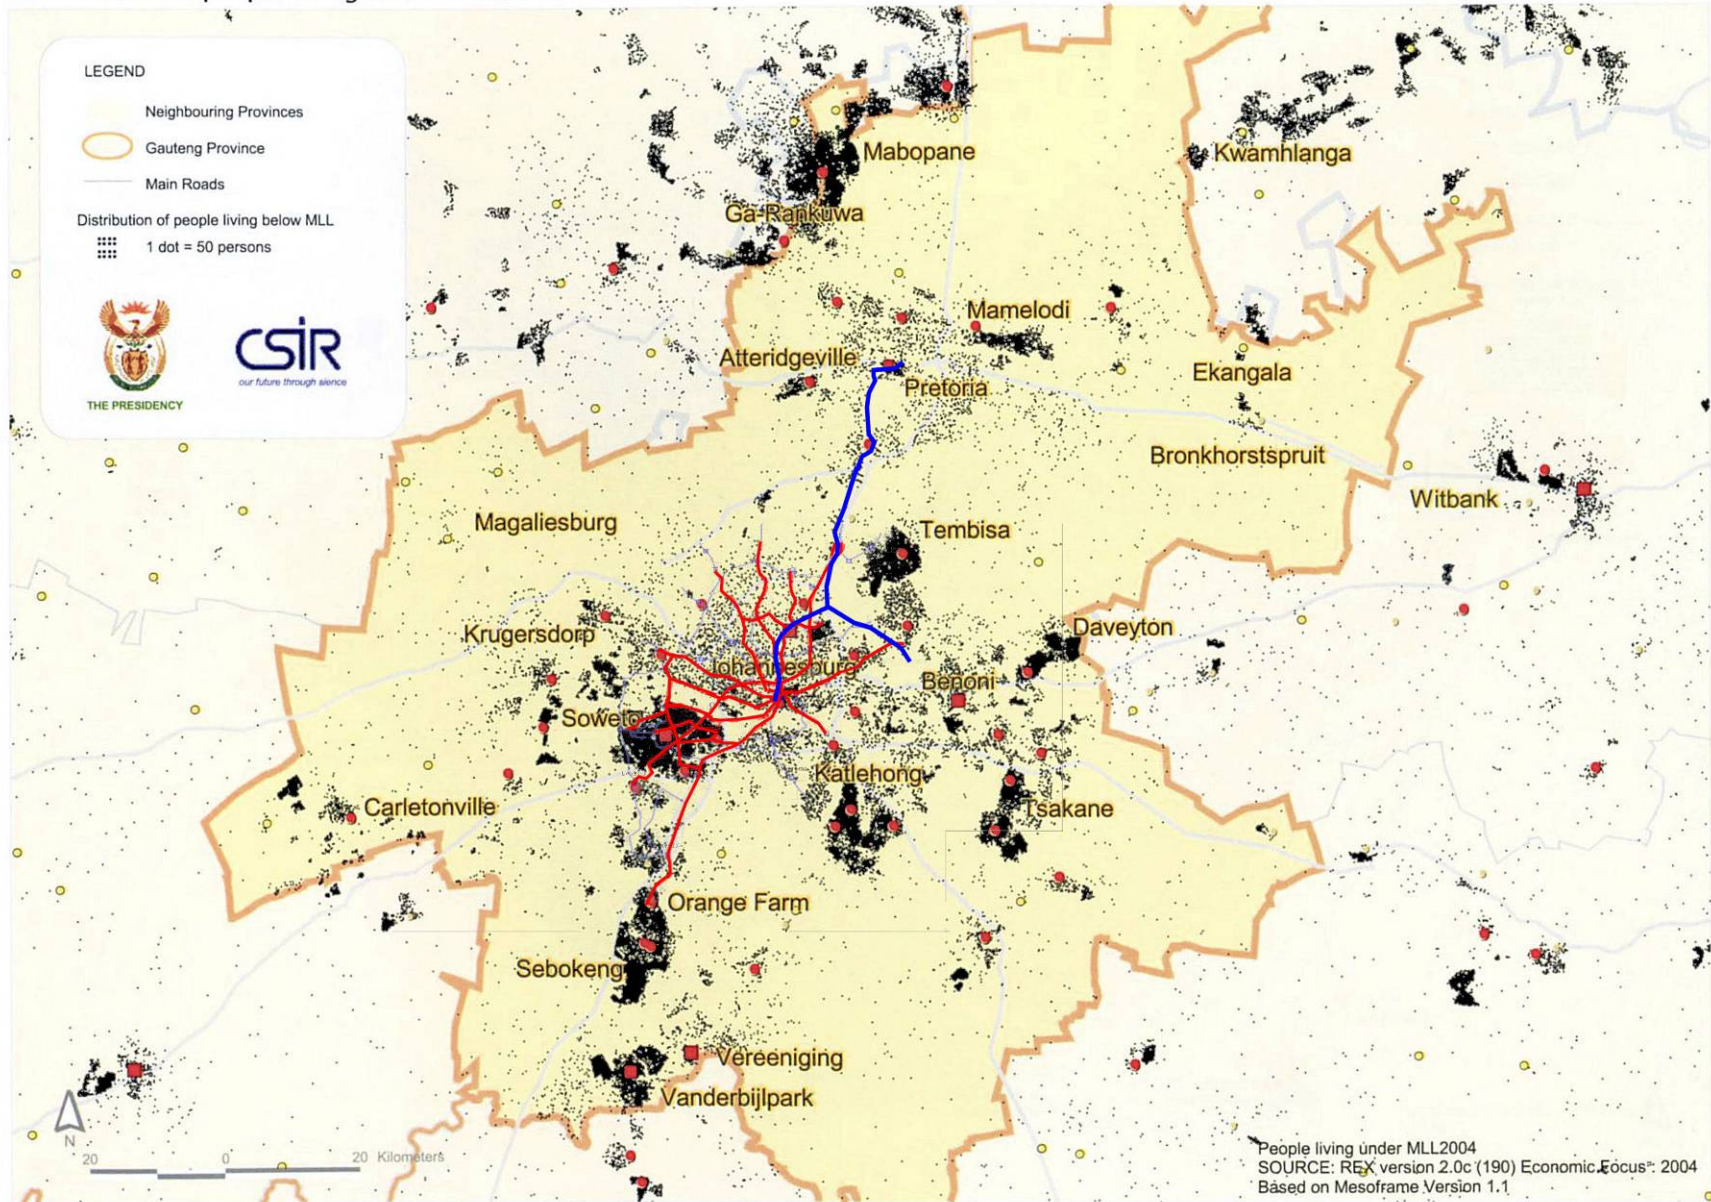 LEGEND
Neighbouring Provinces
Gauteng Province
Main Roads
Distribution of people living below MLL
1 dot = 50 persons
THE PRESIDENCY
CSIR
our future through sience
Mabopane
Kwamhlanga
Ga-Rankuwa
Mamelodi
Atteridgeville
Pretoria
Ekangala
Bronkhorstspruit
Witbank
Magaliesburg
Tembisa
Krugersdorp
Daveyton
Johannesburg
Benoni
Soweto
Katlehong
Carletonville
Tsakane
Orange Farm
Sebokeng
Vereeniging
Vanderbijlpark
N
20 0 20 Kilometers
People living under MLL2004
SOURCE: REX version 2.0c (190) Economic Focus: 2004
Based on Mesoframe Version 1.1